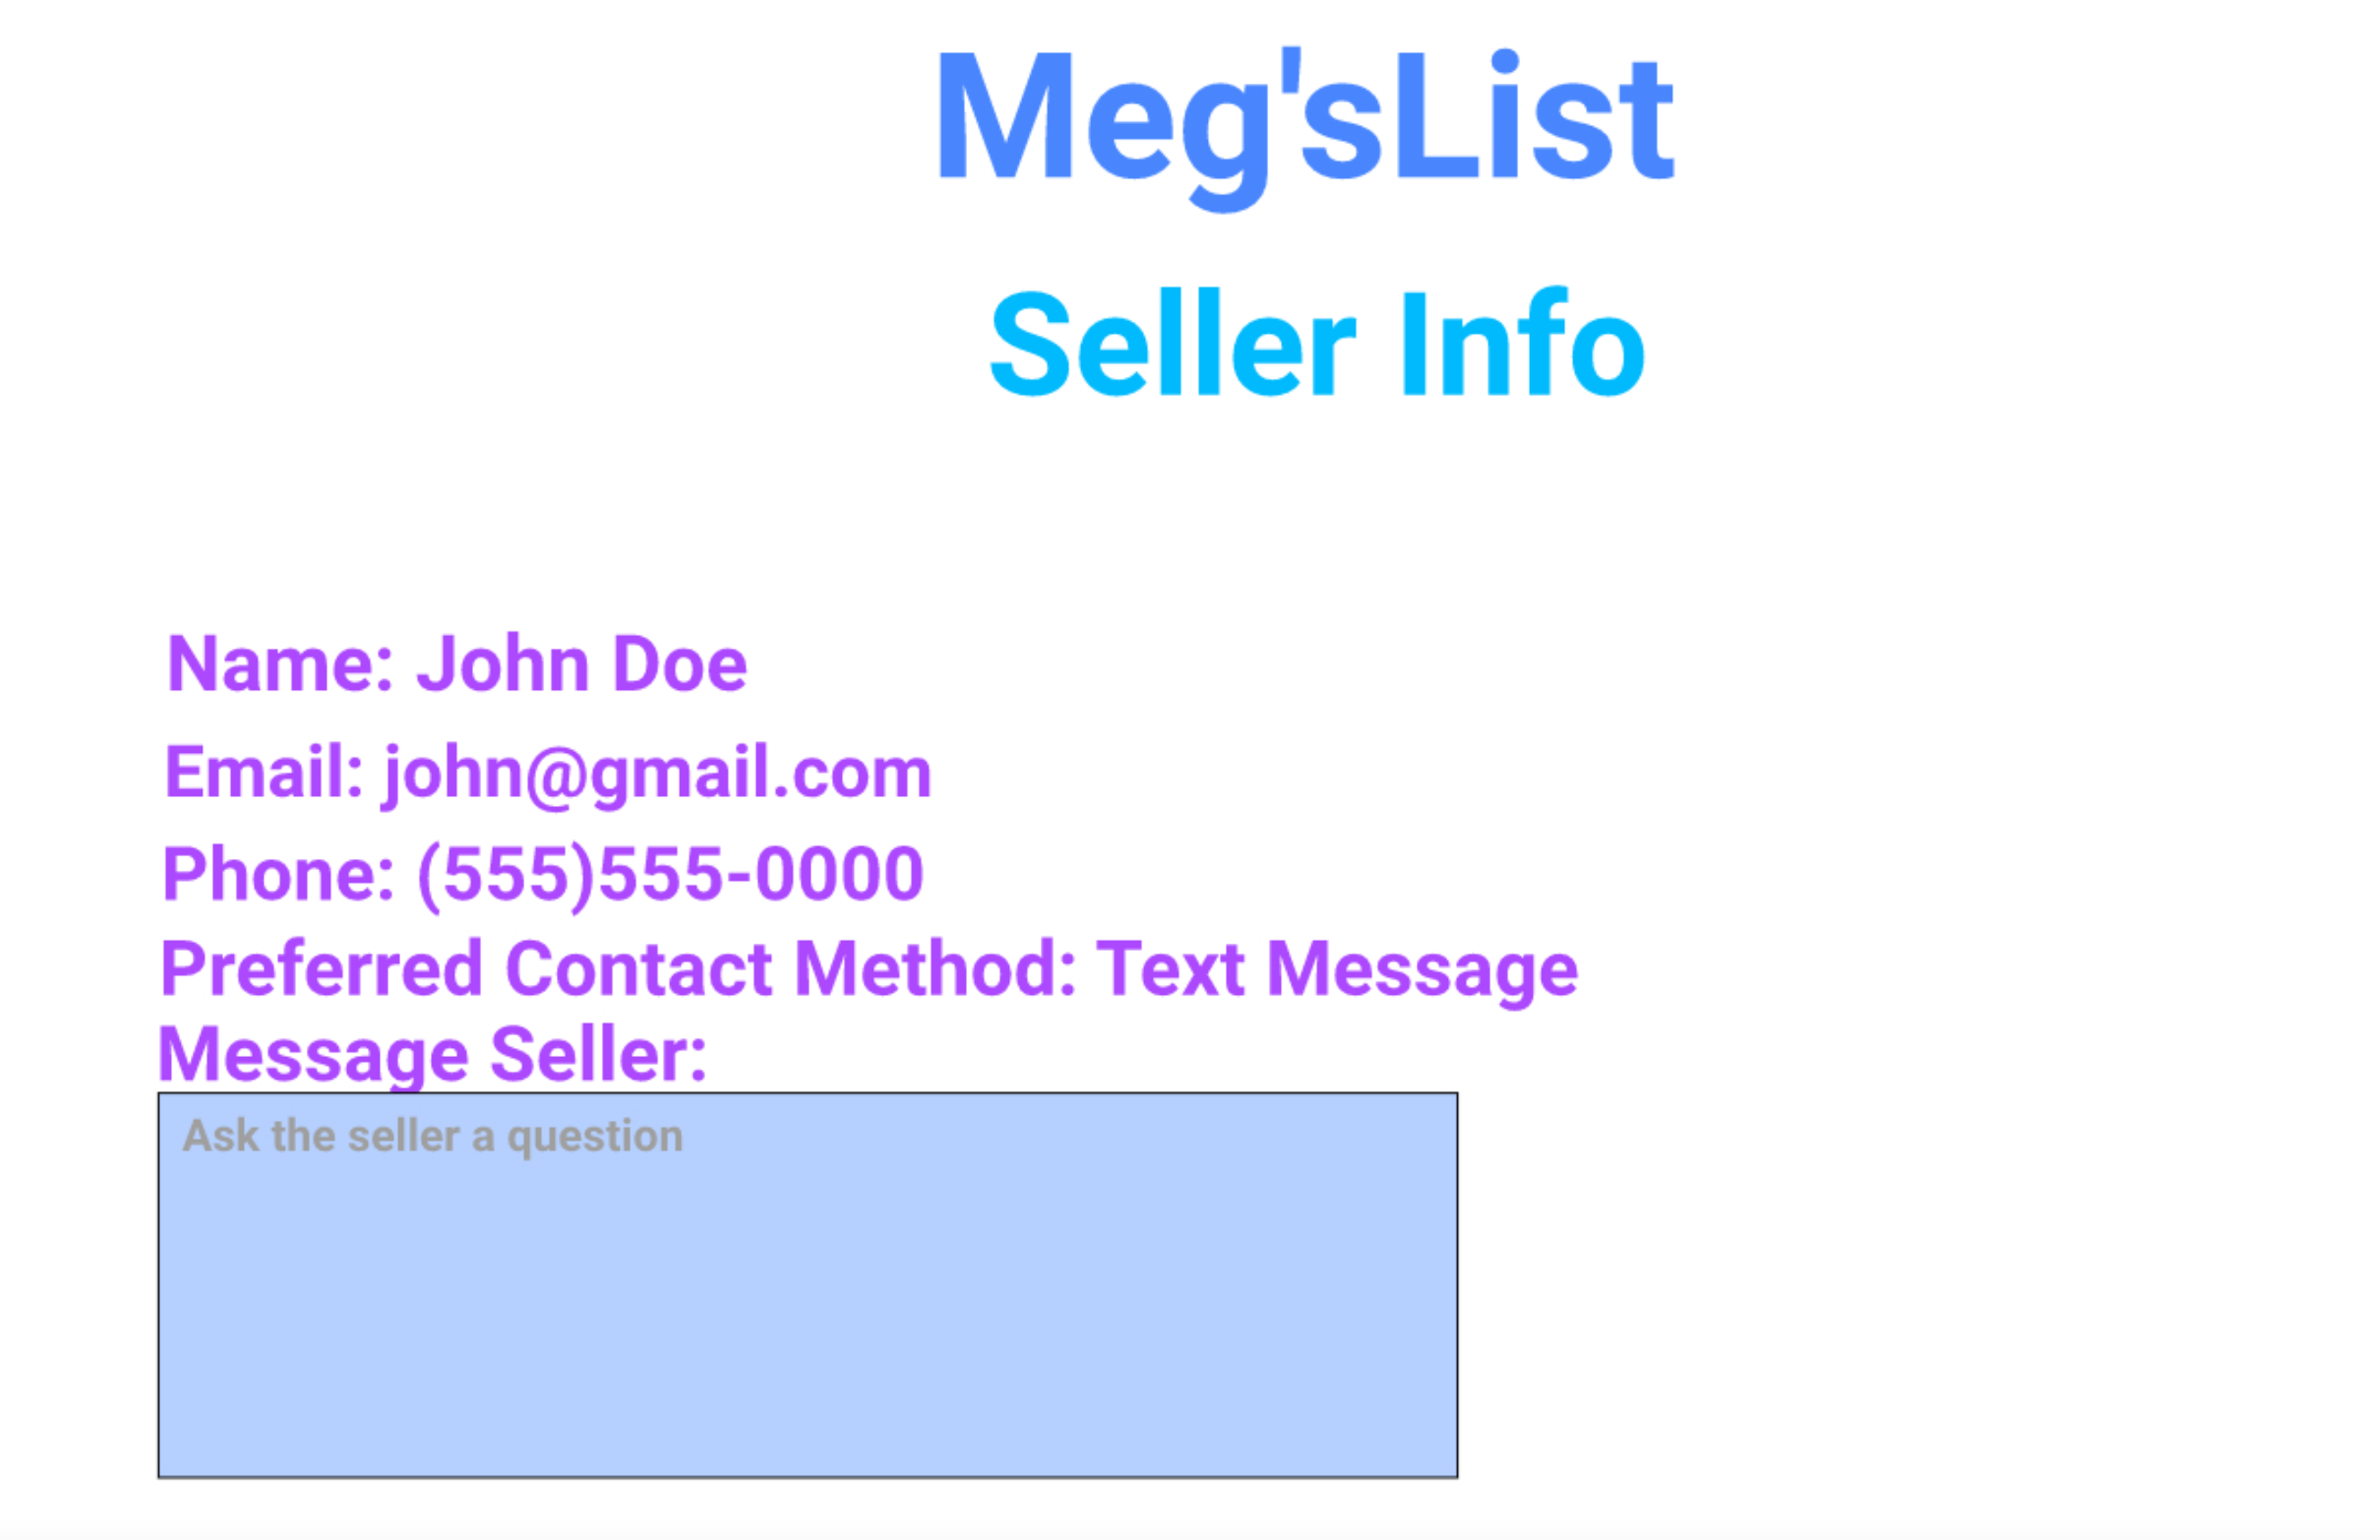 Meg'sList
Seller Info
Name: John Doe
Email: john@gmail.com
Phone: (555)555-0000
Preferred Contact Method: Text Message
Message Seller:
Ask the seller a question